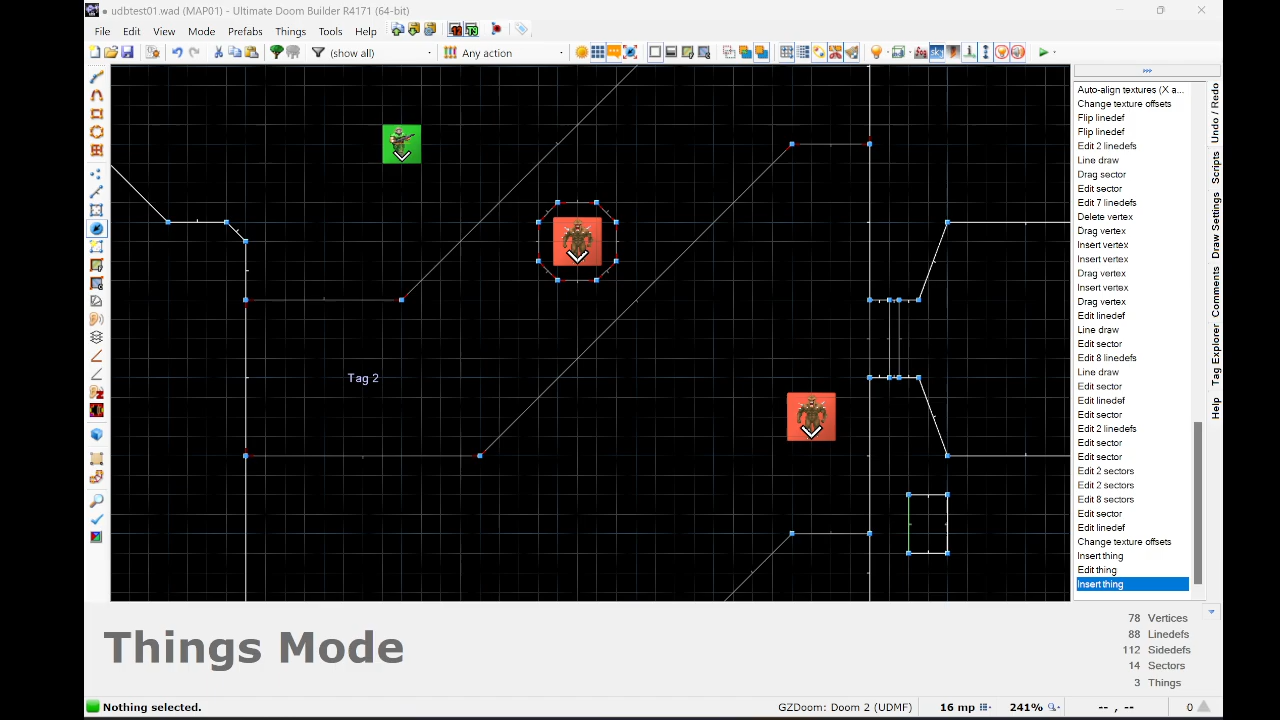 udbtest01.wad (MAP01) - Ultimate Doom Builder R4171 (64-bit)
File Edit View Mode Prefabs Things Tools Help
(show all) Any action
Auto-align textures (X a...
Change texture offsets
Flip linedef
Flip linedef
Edit 2 linedefs
Line draw
Drag sector
Edit sector
Edit 7 linedefs
Delete vertex
Drag vertex
Insert vertex
Insert vertex
Drag vertex
Insert vertex
Drag vertex
Edit linedef
Line draw
Edit sector
Edit 8 linedefs
Line draw
Edit sector
Edit linedef
Edit sector
Edit 2 linedefs
Edit sector
Edit sector
Edit 2 sectors
Edit 2 sectors
Edit 8 sectors
Edit sector
Edit linedef
Change texture offsets
Insert thing
Edit thing
Insert thing
Undo / Redo
Scripts
Draw Settings
Comments
Tag Explorer
Help
Tag 2
Things Mode
78 Vertices
88 Linedefs
112 Sidedefs
14 Sectors
3 Things
Nothing selected. GZDoom: Doom 2 (UDMF) 16 mp 241% -- , -- 0